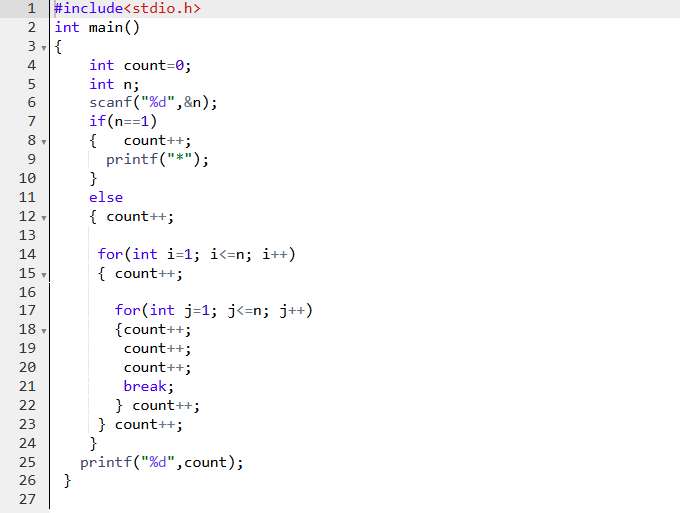 1 #include<stdio.h>
2 int main()
3 {
4     int count=0;
5     int n;
6     scanf("%d",&n);
7     if(n==1)
8     {   count++;
9       printf("*");
10     }
11     else
12     { count++;
13
14      for(int i=1; i<=n; i++)
15      { count++;
16
17        for(int j=1; j<=n; j++)
18        {count++;
19         count++;
20         count++;
21         break;
22        } count++;
23      } count++;
24     }
25    printf("%d",count);
26  }
27